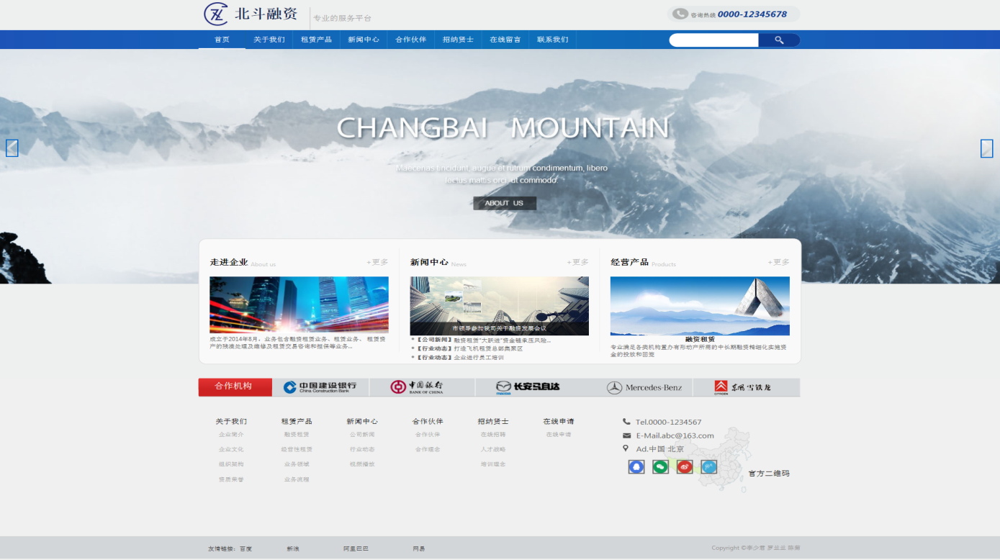 北斗融资
专业的服务平台
咨询热线 0000-12345678
首页 关于我们 租赁产品 新闻中心 合作伙伴 招纳贤士 在线留言 联系我们
CHANGBAI MOUNTAIN
Maecenas tincidunt, augue et rutrum condimentum, libero
lectus mattis orci, ut commodo.
ABOUT US
走进企业 About us +更多
成立于2014年8月，业务包含融资租赁业务、租赁业务、 租赁资
产的残渣处理及维修及租赁交易咨询和担保等业务...
新闻中心 News +更多
市领导参加我司关于融资发展会议
* 【公司新闻】融资租赁“大跃进”资金链承压风险...
* 【行业动态】打造飞机租赁总部集聚区
* 【行业动态】企业进行员工培训
经营产品 Products +更多
融资租赁
专业满足各类机构置办有形动产所需的中长期融资精细化实施资
金的投放和回笼
合作机构
中国建设银行
China Construction Bank
中国银行
BANK OF CHINA
mazda
长安马自达
Mercedes-Benz
CITROËN
东风雪铁龙
关于我们 租赁产品 新闻中心 合作伙伴 招纳贤士 在线申请
企业简介 融资租赁 公司新闻 合作伙伴 在线招聘 在线申请
企业文化 经营性租赁 行业动态 合作理念 人才战略
组织架构 业务领域 视频播放 培训理念
资质荣誉 业务流程
Tel.0000-1234567
E-Mail.abc@163.com
Ad.中国 北京
官方二维码
友情链接： 百度 新浪 阿里巴巴 网易
Copyright ©李少君 罗丝丝